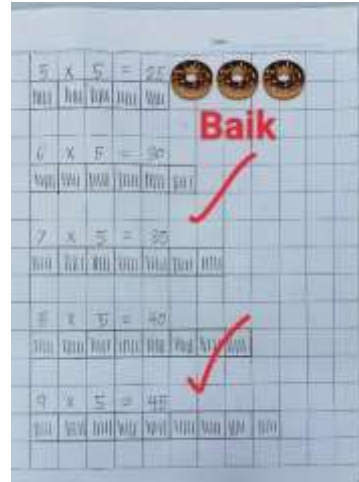 5 x 5 = 25
Baik
6 x 5 = 30
7 x 5 = 35
8 x 5 = 40
9 x 5 = 45